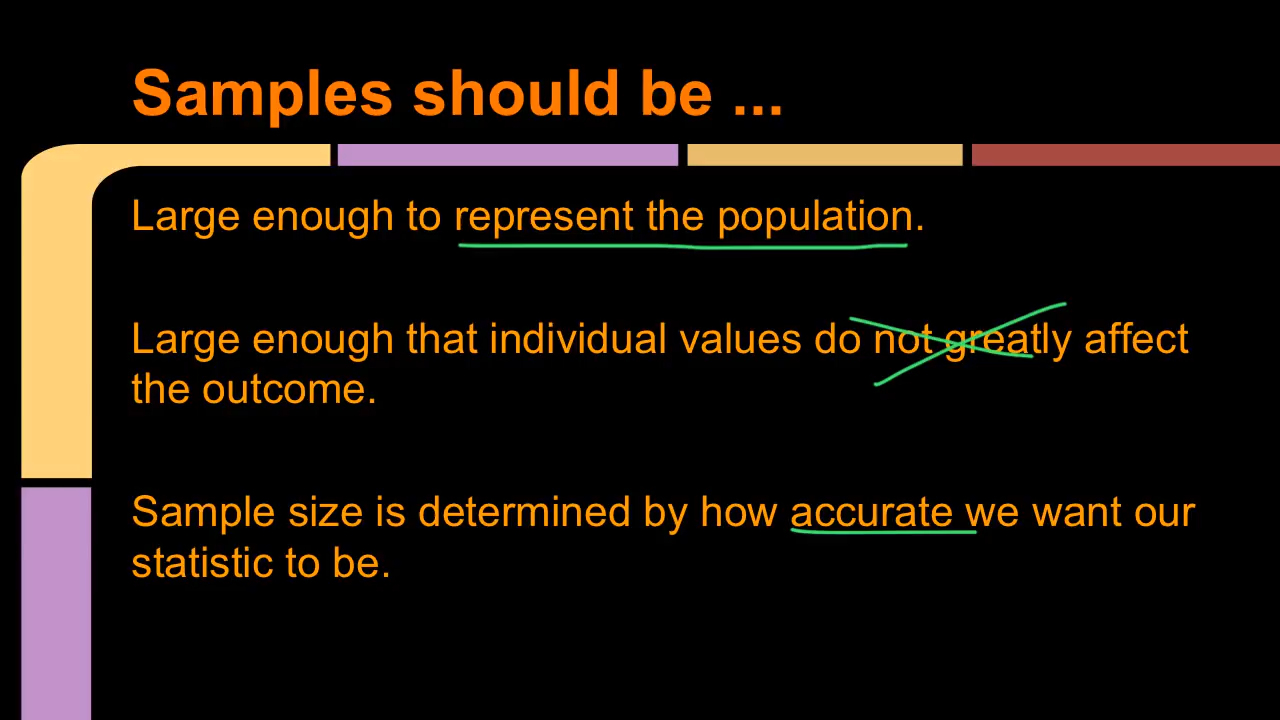 Samples should be ...
Large enough to represent the population.
Large enough that individual values do not greatly affect
the outcome.
Sample size is determined by how accurate we want our
statistic to be.